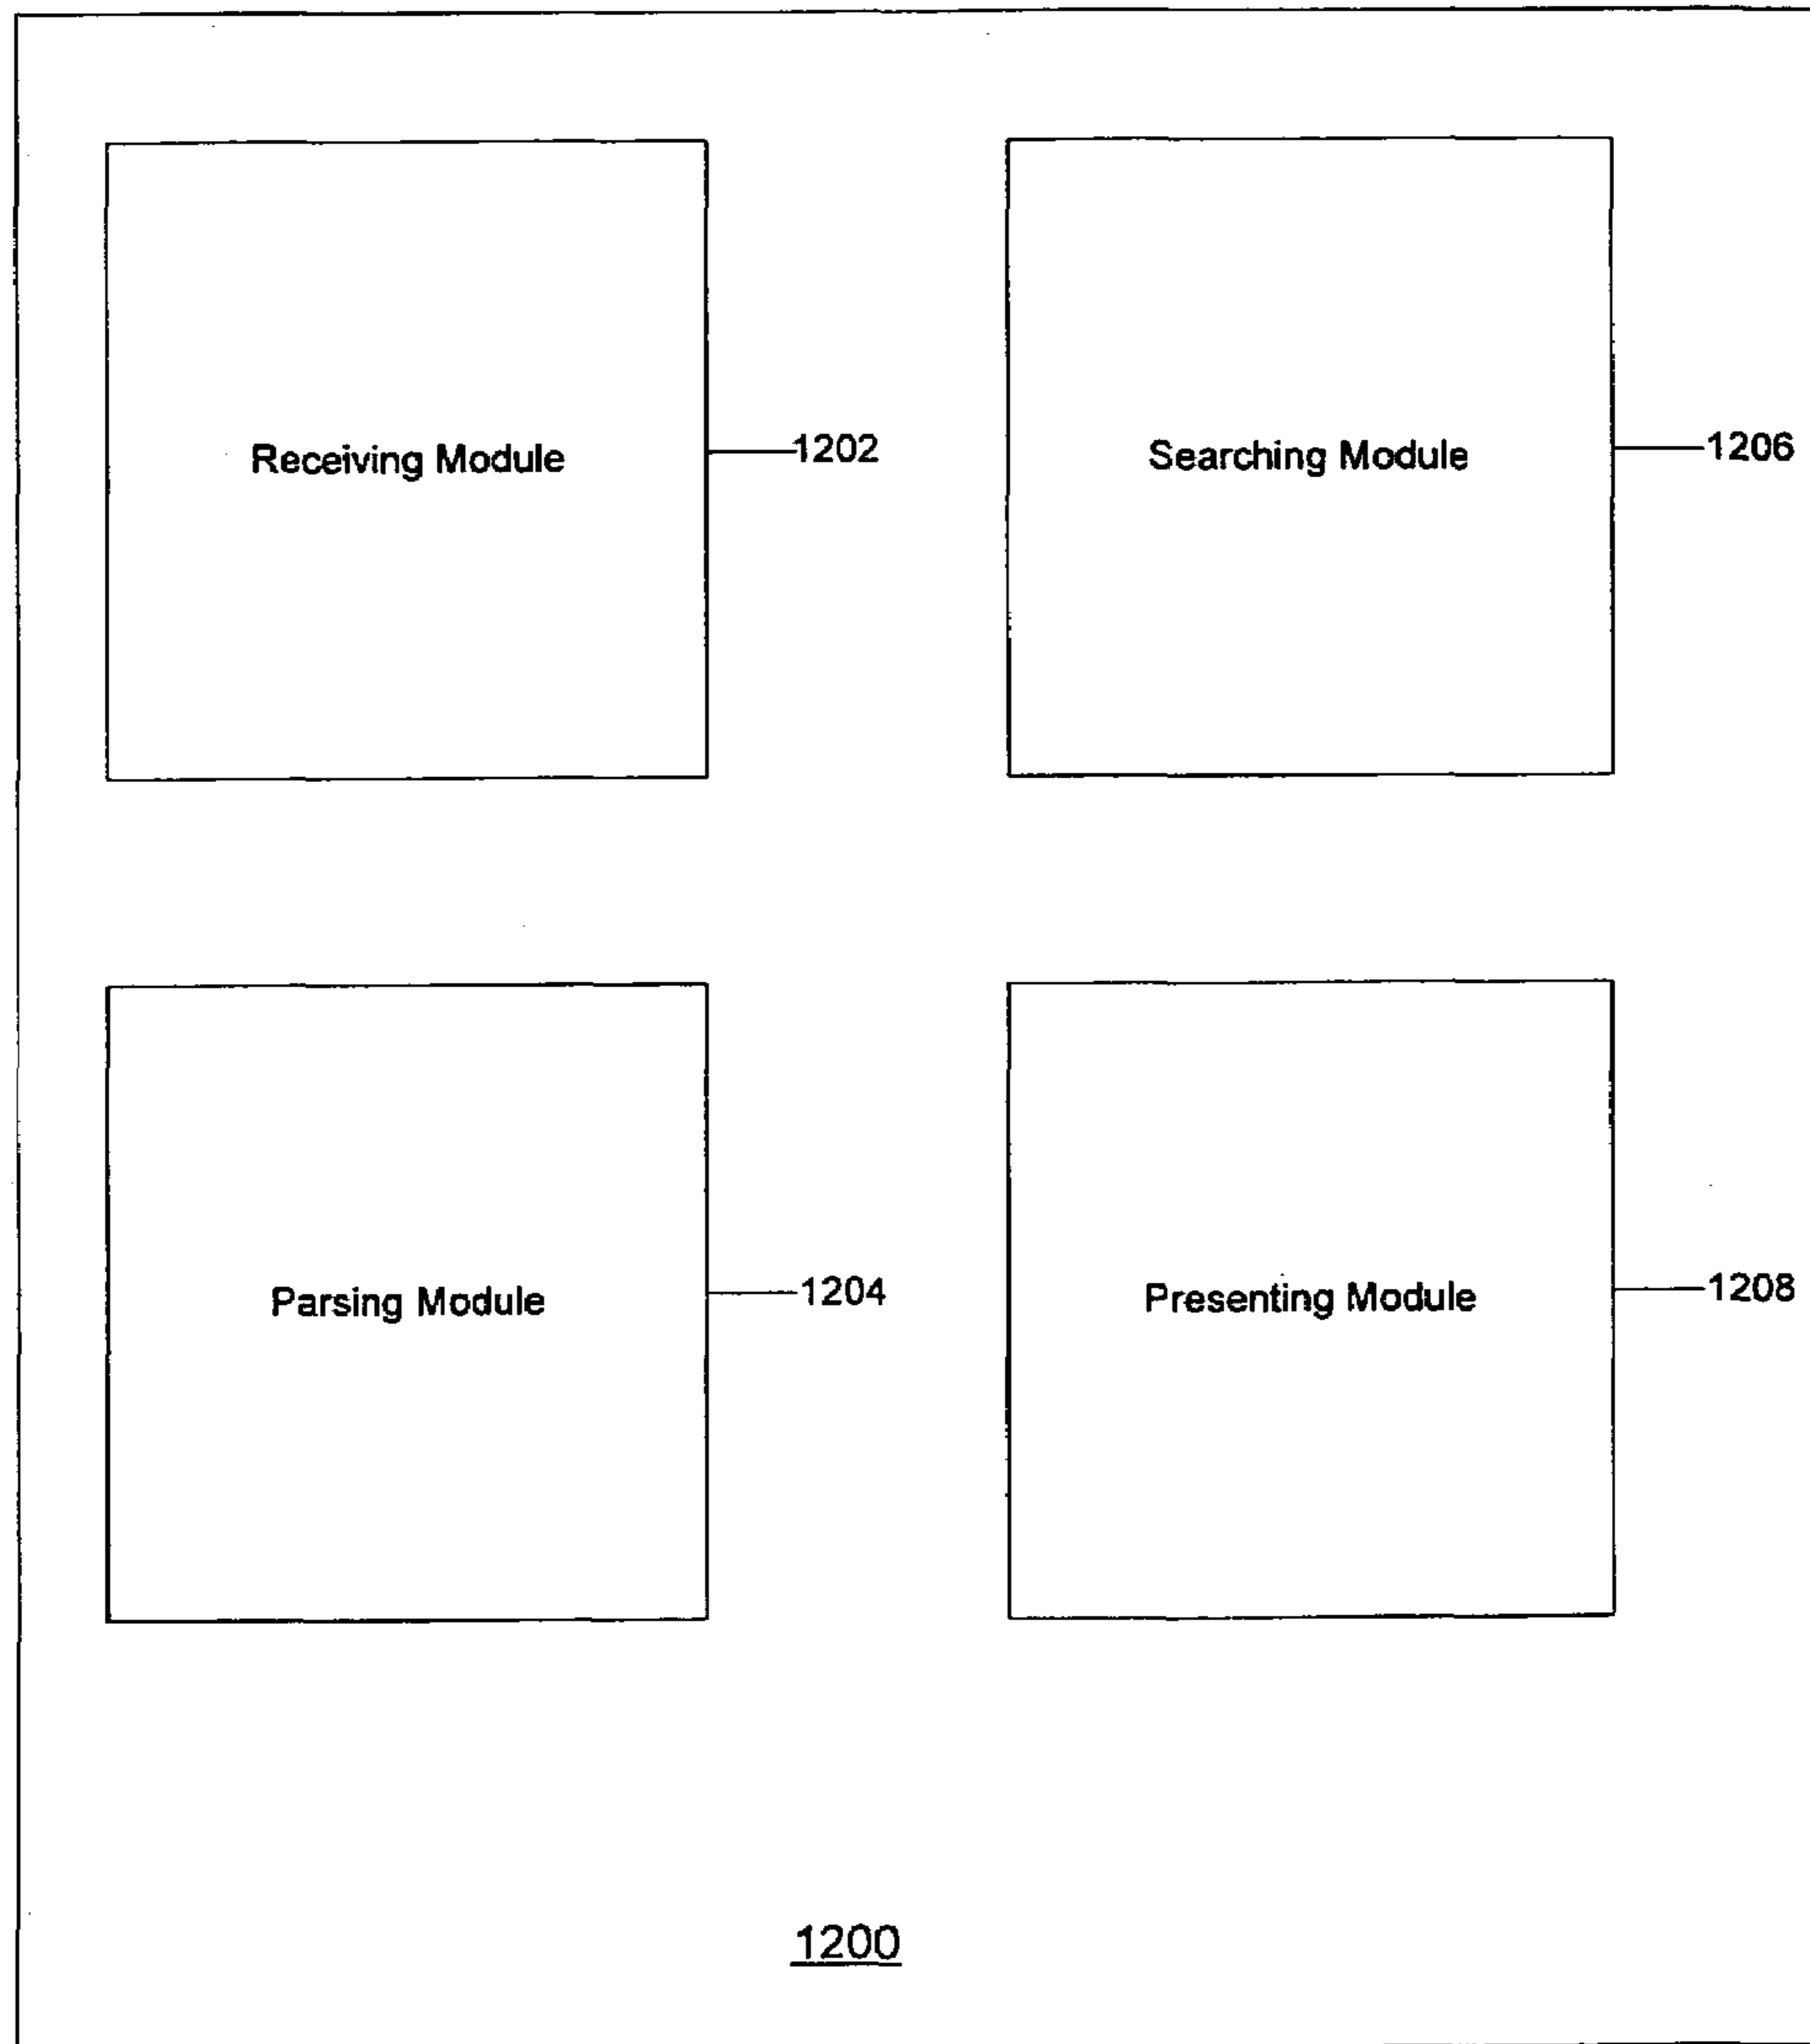 Receiving Module
1202
Searching Module
1206
Parsing Module
1204
Presenting Module
1208
1200